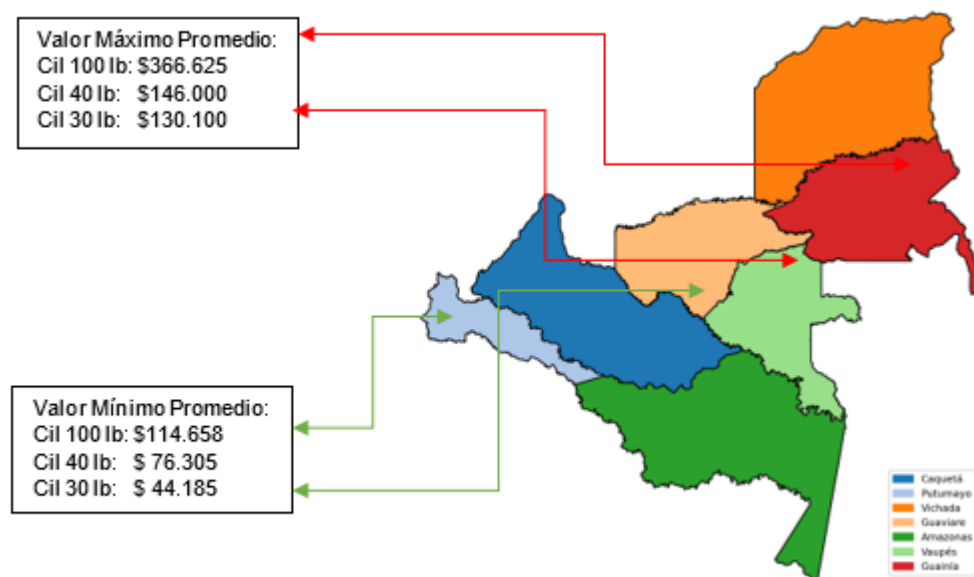 Valor Máximo Promedio:
Cil 100 lb: $366.625
Cil 40 lb: $146.000
Cil 30 lb: $130.100
Valor Mínimo Promedio:
Cil 100 lb: $114.658
Cil 40 lb: $ 76.305
Cil 30 lb: $ 44.185
Caquetá
Putumayo
Vichada
Guaviare
Amazonas
Vaupés
Guainía